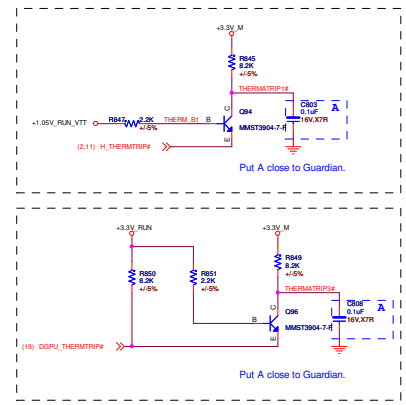 +3.3V_M
R845
8.2K
+/-5%
THERMATRIP1#
C803
0.1uF
16V,X7R
A
C
Q94
+1.05V_RUN_VTT
R847
2.2K
+/-5%
THERM_B1
B
MMST3904-7-F
E
(2,11) H_THERMTRIP#
Put A close to Guardian.
+3.3V_RUN
+3.3V_M
R850
8.2K
+/-5%
R851
2.2K
+/-5%
R849
8.2K
+/-5%
THERMATRIP3#
C808
0.1uF
16V,X7R
A
C
Q96
B
MMST3904-7-F
E
(19) DGPU_THERMTRIP#
Put A close to Guardian.